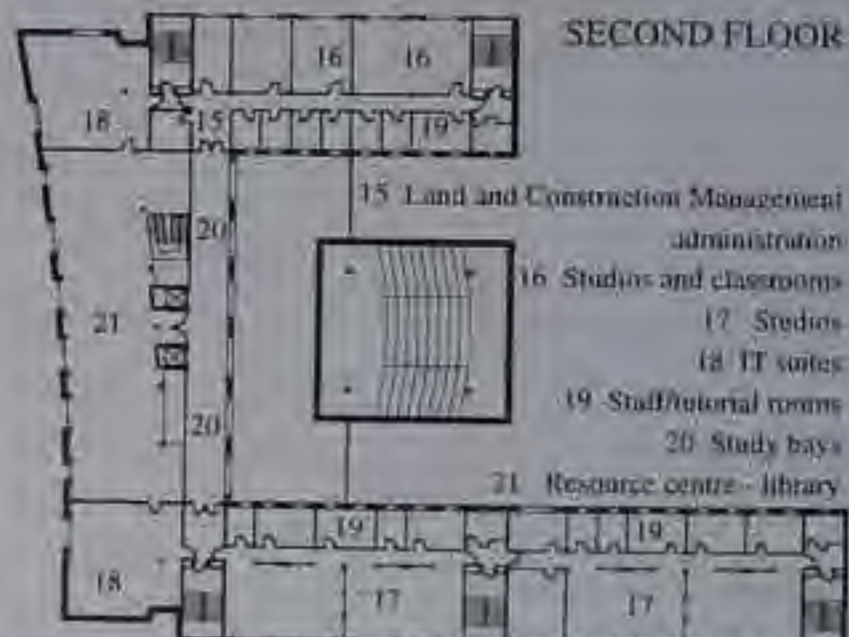 SECOND FLOOR
16 16
18 15 19
15 Land and Construction Management
administration
20
16 Studios and classrooms
21
17 Studios
18 IT suites
19 Staff/tutorial rooms
20
20 Study bays
21 Resource centre - library
19 19
18 17 17